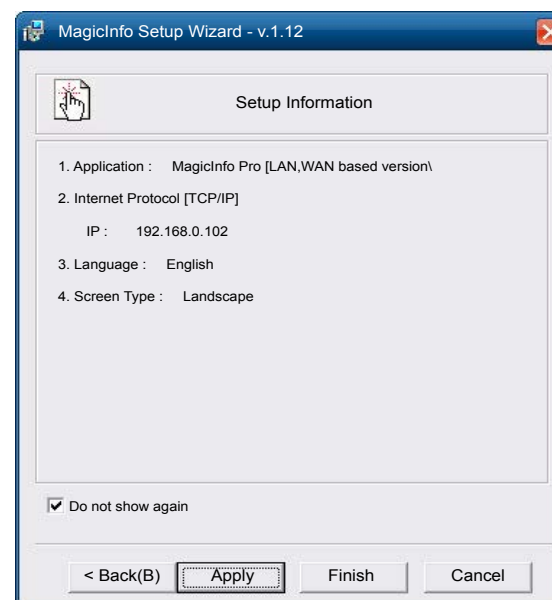 MagicInfo Setup Wizard - v.1.12
Setup Information
1. Application : MagicInfo Pro [LAN,WAN based version\
2. Internet Protocol [TCP/IP]
IP : 192.168.0.102
3. Language : English
4. Screen Type : Landscape
Do not show again
< Back(B) Apply Finish Cancel